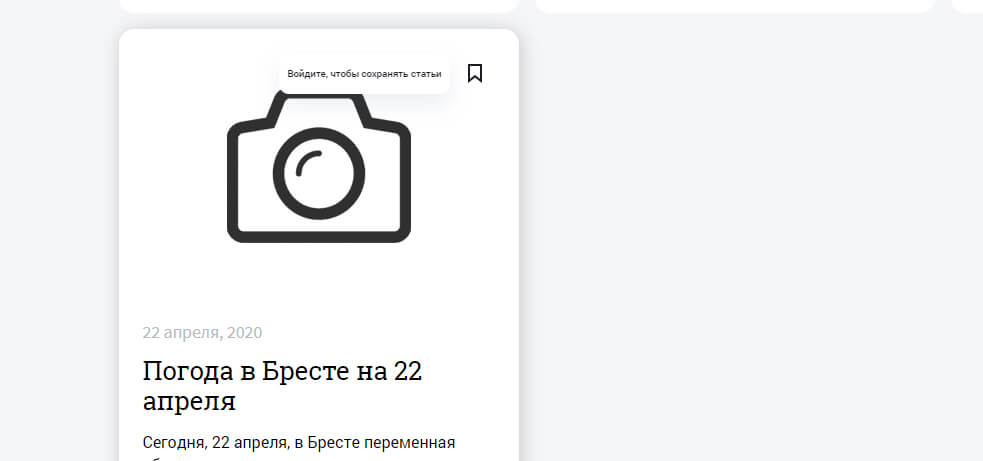 Войдите, чтобы сохранять статьи
22 апреля, 2020
Погода в Бресте на 22
апреля
Сегодня, 22 апреля, в Бресте переменная